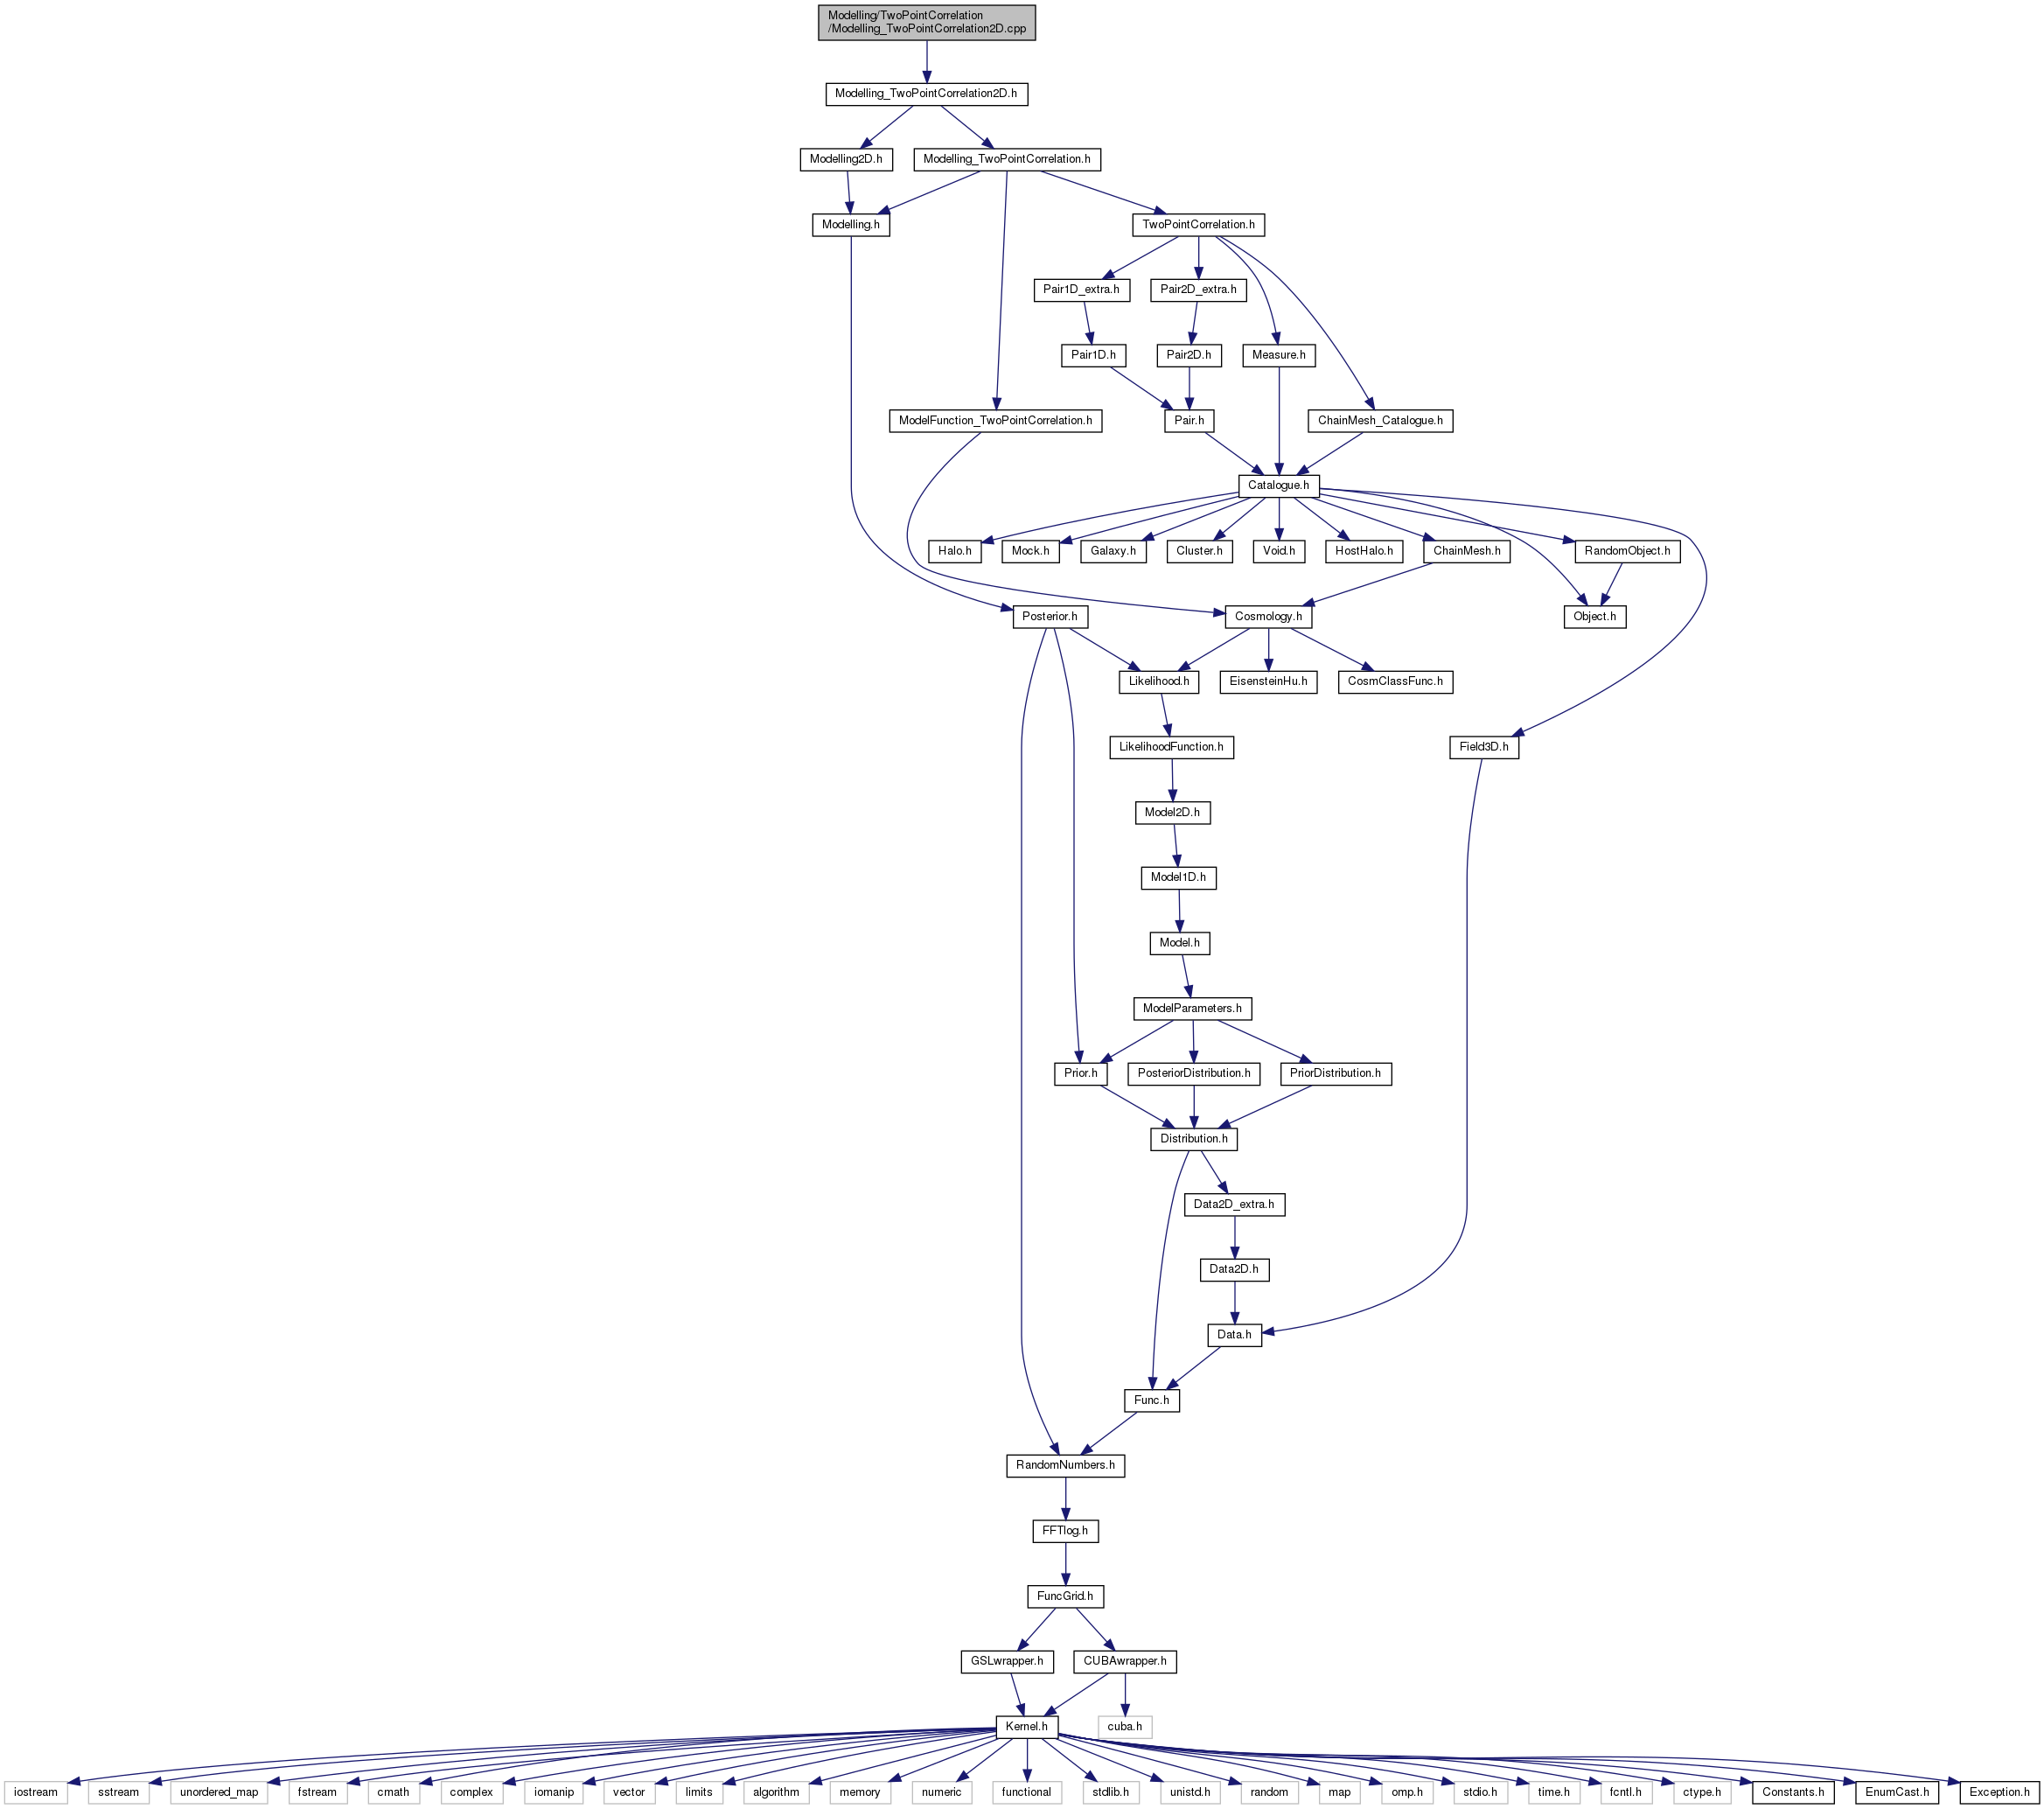 Modelling/TwoPointCorrelation
/Modelling_TwoPointCorrelation2D.cpp
Modelling_TwoPointCorrelation2D.h
Modelling2D.h
Modelling_TwoPointCorrelation.h
Modelling.h
TwoPointCorrelation.h
Pair1D_extra.h
Pair2D_extra.h
Pair1D.h
Pair2D.h
Measure.h
ModelFunction_TwoPointCorrelation.h
Pair.h
ChainMesh_Catalogue.h
Catalogue.h
Halo.h
Mock.h
Galaxy.h
Cluster.h
Void.h
HostHalo.h
ChainMesh.h
RandomObject.h
Posterior.h
Cosmology.h
Object.h
Likelihood.h
EisensteinHu.h
CosmClassFunc.h
LikelihoodFunction.h
Field3D.h
Model2D.h
Model1D.h
Model.h
ModelParameters.h
Prior.h
PosteriorDistribution.h
PriorDistribution.h
Distribution.h
Data2D_extra.h
Data2D.h
Data.h
Func.h
RandomNumbers.h
FFTlog.h
FuncGrid.h
GSLwrapper.h
CUBAwrapper.h
Kernel.h
cuba.h
iostream
sstream
unordered_map
fstream
cmath
complex
iomanip
vector
limits
algorithm
memory
numeric
functional
stdlib.h
unistd.h
random
map
omp.h
stdio.h
time.h
fcntl.h
ctype.h
Constants.h
EnumCast.h
Exception.h